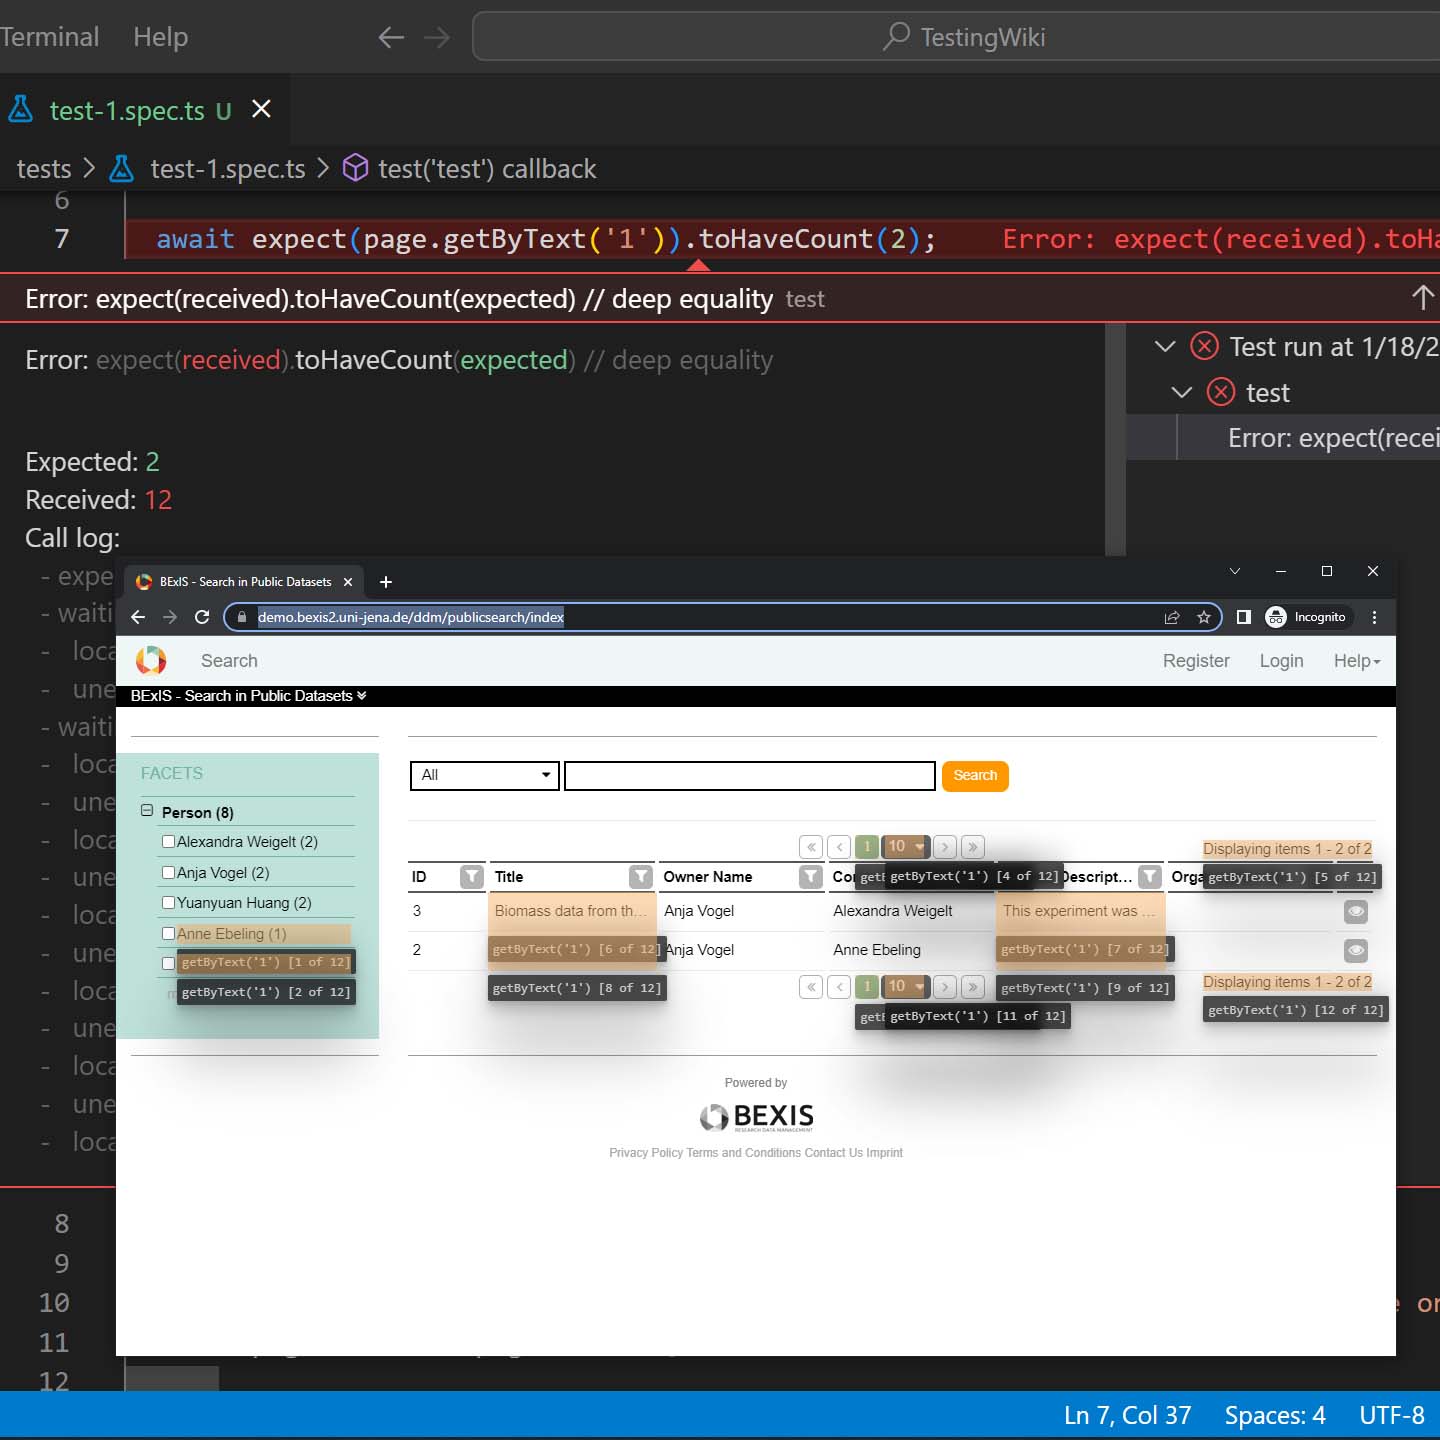 Terminal Help TestingWiki
test-1.spec.ts U
tests test-1.spec.ts test('test') callback
6
7 await expect(page.getByText('1')).toHaveCount(2); Error: expect(received).toHa
Error: expect(received).toHaveCount(expected) // deep equality test
Error: expect(received).toHaveCount(expected) // deep equality
Test run at 1/18/2
test
Error: expect(recei
Expected: 2
Received: 12
Call log:
- expe
- waiti
- loca
- une
- waiti
- loca
- une
- loca
- une
- loca
- une
- loca
- une
- loca
- une
- loca
BExIS - Search in Public Datasets
demo.bexis2.uni-jena.de/ddm/publicsearch/index Incognito
Search Register Login Help
BExIS - Search in Public Datasets
FACETS
Person (8)
Alexandra Weigelt (2)
Anja Vogel (2)
Yuanyuan Huang (2)
Anne Ebeling (1)
getByText('1') [1 of 12]
getByText('1') [2 of 12]
All Search
« ‹ 1 10 › » Displaying items 1 - 2 of 2
ID Title Owner Name Co Descript... Orga
getB getByText('1') [4 of 12] getByText('1') [5 of 12]
3 Biomass data from th... Anja Vogel Alexandra Weigelt This experiment was ...
2 getByText('1') [6 of 12] Anja Vogel Anne Ebeling getByText('1') [7 of 12]
getByText('1') [8 of 12] « ‹ 1 10 › » getByText('1') [9 of 12] Displaying items 1 - 2 of 2
getB getByText('1') [11 of 12] getByText('1') [12 of 12]
Powered by
BEXIS
RESEARCH DATA MANAGEMENT
Privacy Policy Terms and Conditions Contact Us Imprint
8
9
10 or
11
12
Ln 7, Col 37 Spaces: 4 UTF-8